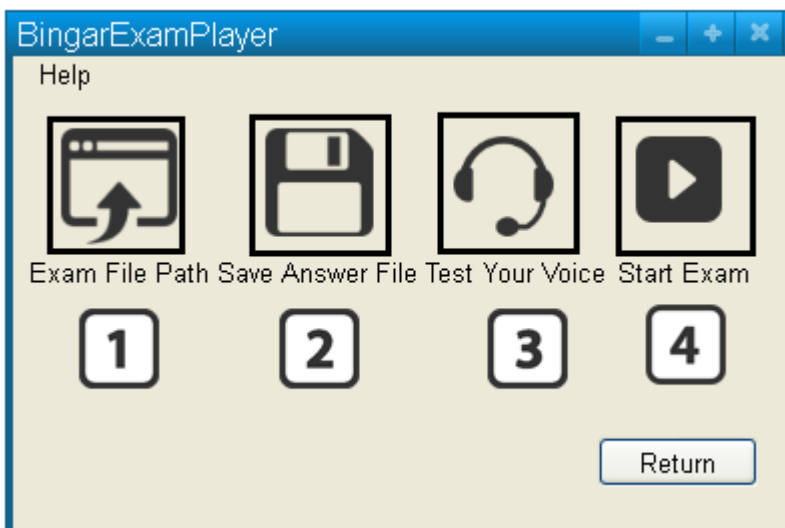 BingarExamPlayer
Help
Exam File Path Save Answer File Test Your Voice Start Exam
1 2 3 4
Return